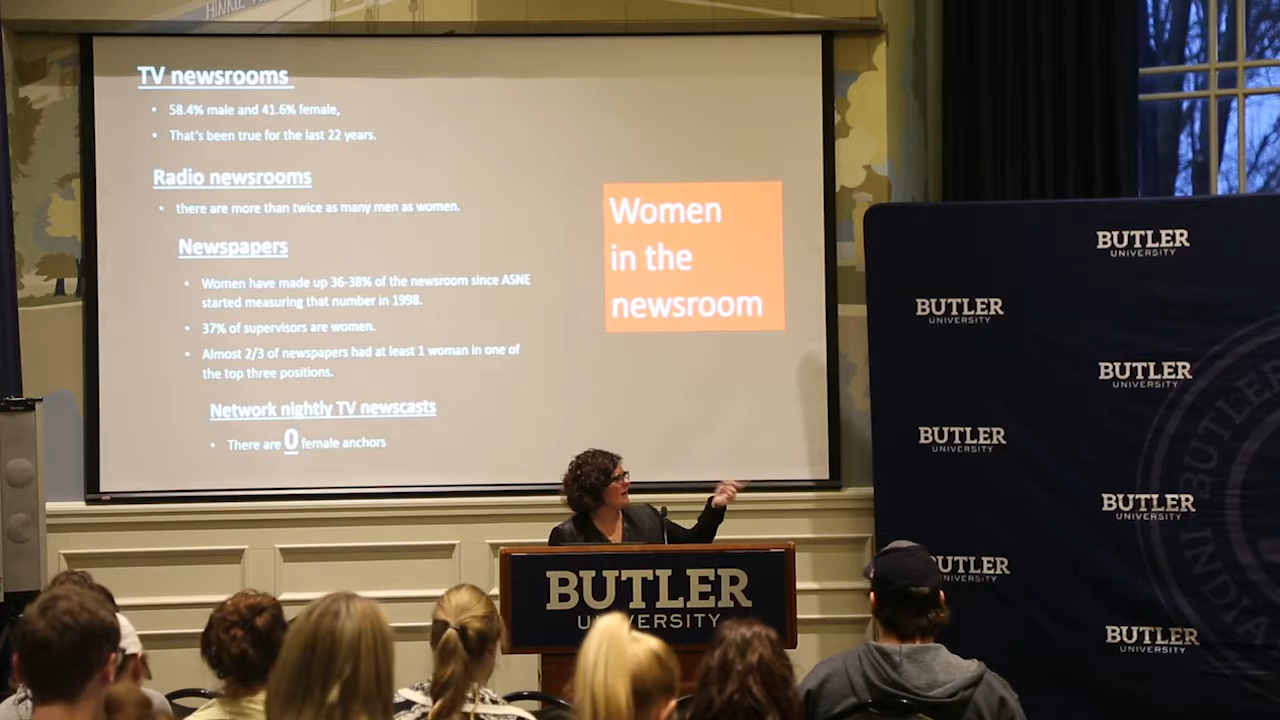 HINKLE
TV newsrooms
• 58.4% male and 41.6% female,
• That's been true for the last 22 years.
Radio newsrooms
• there are more than twice as many men as women.
Newspapers
• Women have made up 36-38% of the newsroom since ASNE
started measuring that number in 1998.
• 37% of supervisors are women.
• Almost 2/3 of newspapers had at least 1 woman in one of
the top three positions.
Network nightly TV newscasts
• There are 0 female anchors
Women
in the
newsroom
BUTLER
UNIVERSITY
BUTLER
UNIVERSITY
BUTLER
UNIVERSITY
BUTLER
UNIVERSITY
BUTLER
UNIVERSITY
BUTLER
UNIVERSITY
BUTLER
UNIVERSITY
BUTLER
UNIVERSITY
BUTLER